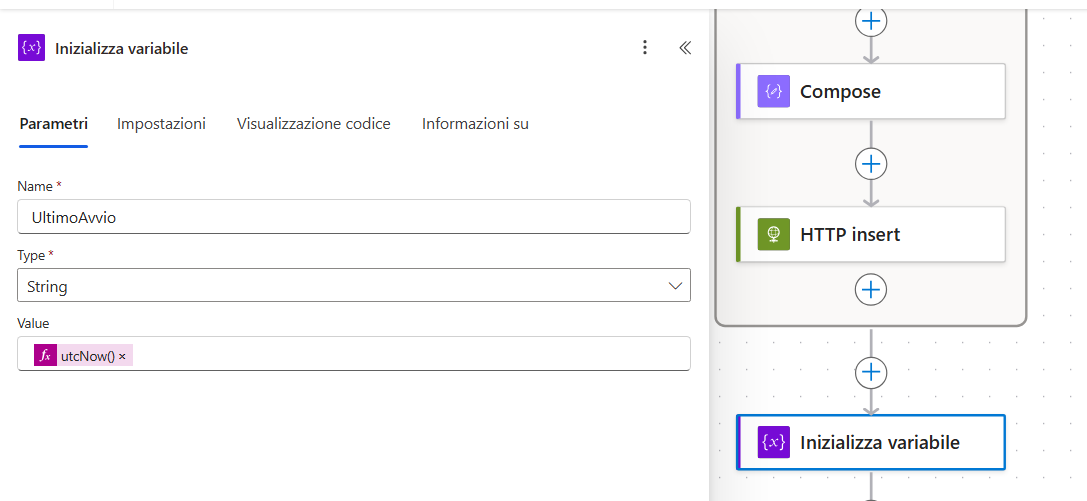 {x} Inizializza variabile
Parametri Impostazioni Visualizzazione codice Informazioni su
Name *
UltimoAvvio
Type *
String
Value
fx utcNow() ×
Compose
HTTP insert
{x} Inizializza variabile